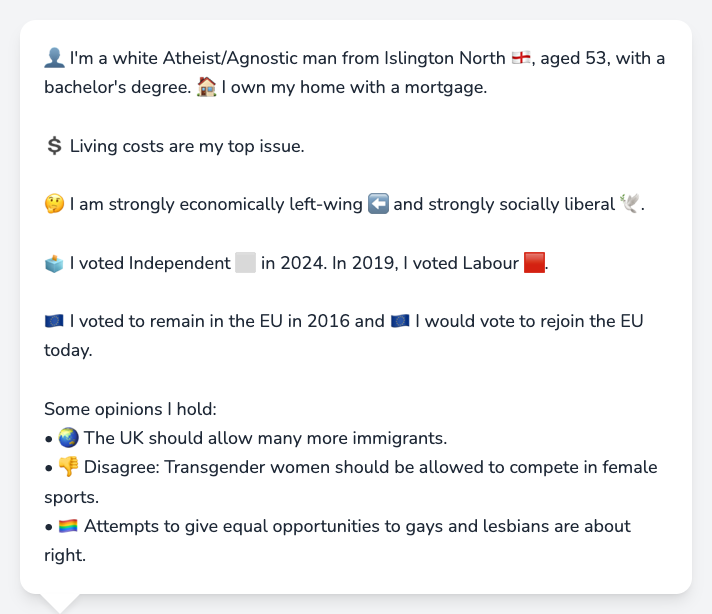 👤 I'm a white Atheist/Agnostic man from Islington North 🏴󠁧󠁢󠁥󠁮󠁧󠁿, aged 53, with a
bachelor's degree. 🏠 I own my home with a mortgage.
💲 Living costs are my top issue.
🤔 I am strongly economically left-wing ⬅️ and strongly socially liberal 🕊️.
🗳️ I voted Independent ⬜ in 2024. In 2019, I voted Labour 🟥.
🇪🇺 I voted to remain in the EU in 2016 and 🇪🇺 I would vote to rejoin the EU
today.
Some opinions I hold:
• 🌏 The UK should allow many more immigrants.
• 👎 Disagree: Transgender women should be allowed to compete in female
sports.
• 🏳️‍🌈 Attempts to give equal opportunities to gays and lesbians are about
right.